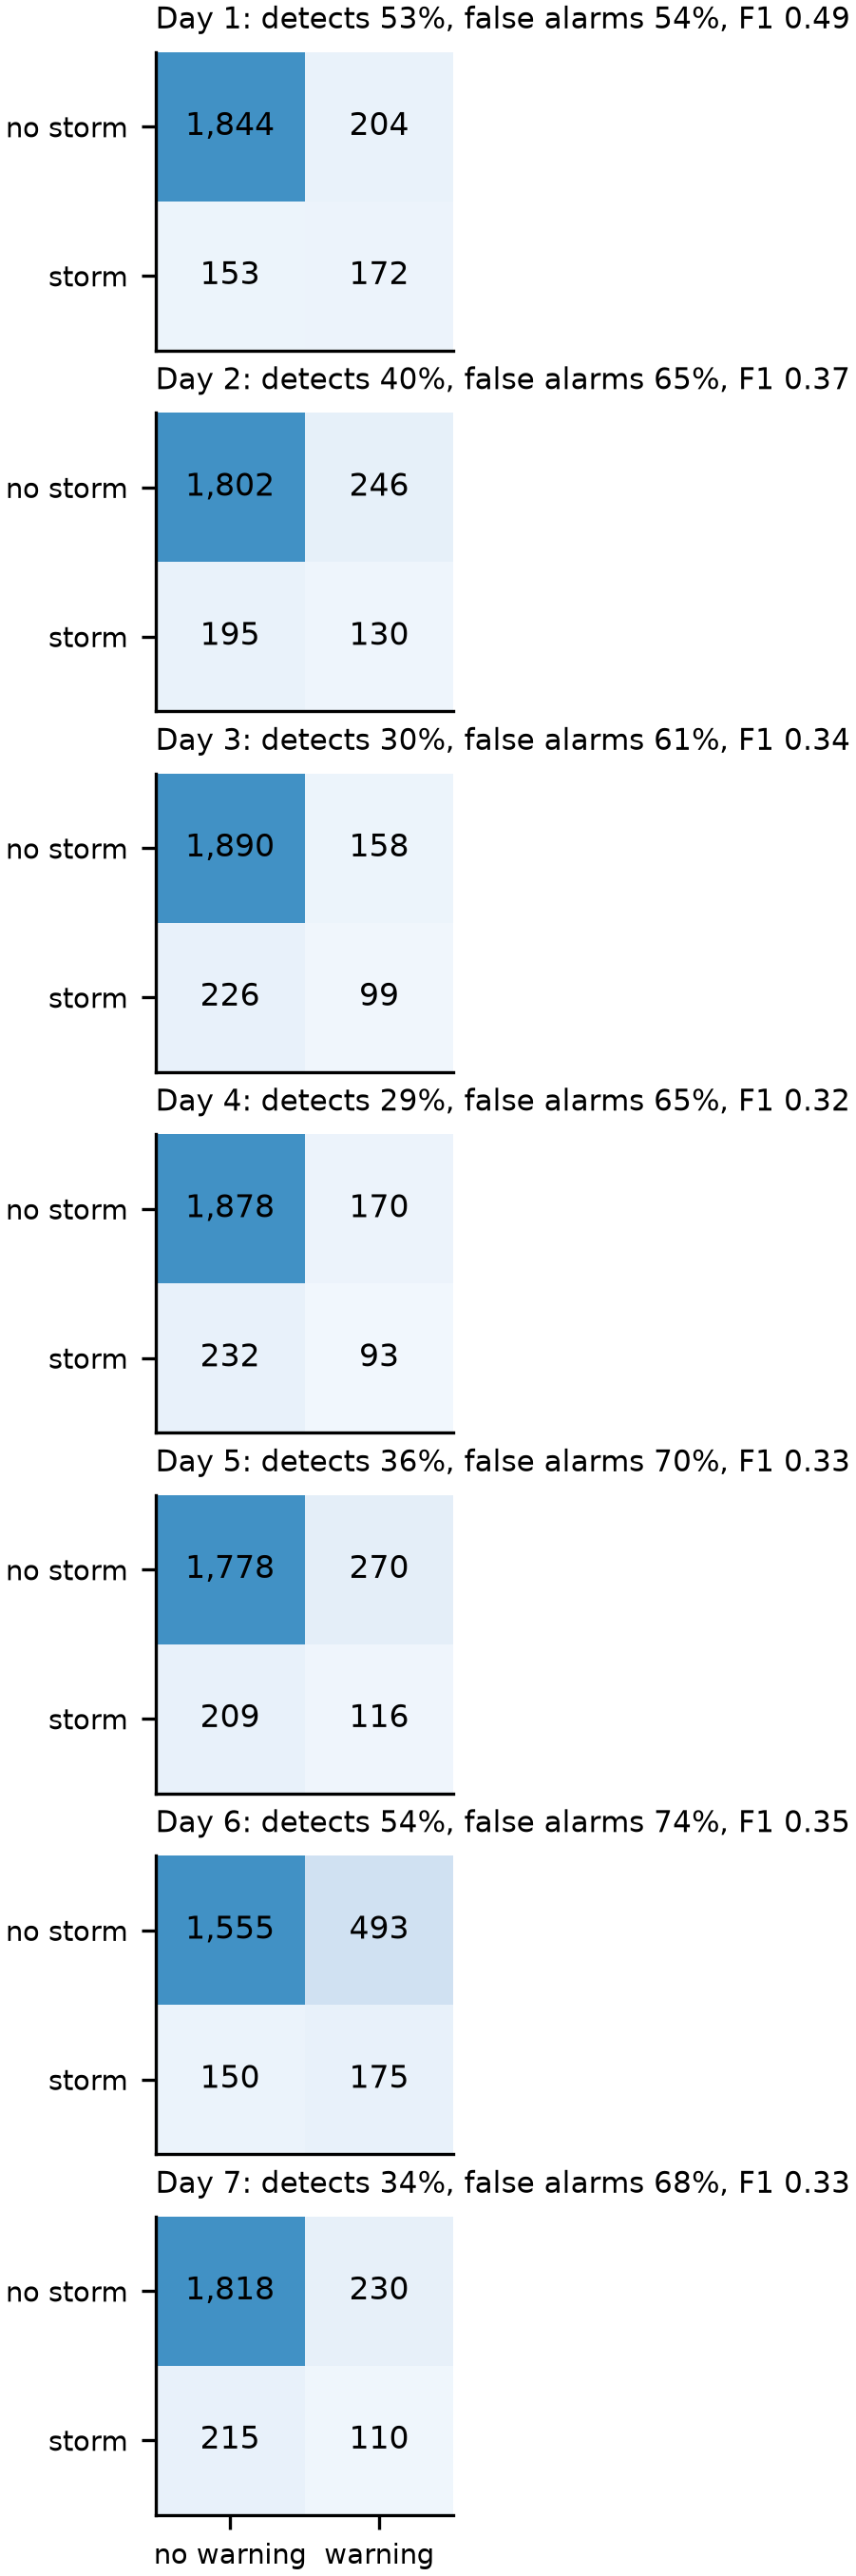 Day 1: detects 53%, false alarms 54%, F1 0.49
no storm 1,844 204
storm 153 172
Day 2: detects 40%, false alarms 65%, F1 0.37
no storm 1,802 246
storm 195 130
Day 3: detects 30%, false alarms 61%, F1 0.34
no storm 1,890 158
storm 226 99
Day 4: detects 29%, false alarms 65%, F1 0.32
no storm 1,878 170
storm 232 93
Day 5: detects 36%, false alarms 70%, F1 0.33
no storm 1,778 270
storm 209 116
Day 6: detects 54%, false alarms 74%, F1 0.35
no storm 1,555 493
storm 150 175
Day 7: detects 34%, false alarms 68%, F1 0.33
no storm 1,818 230
storm 215 110
no warning warning